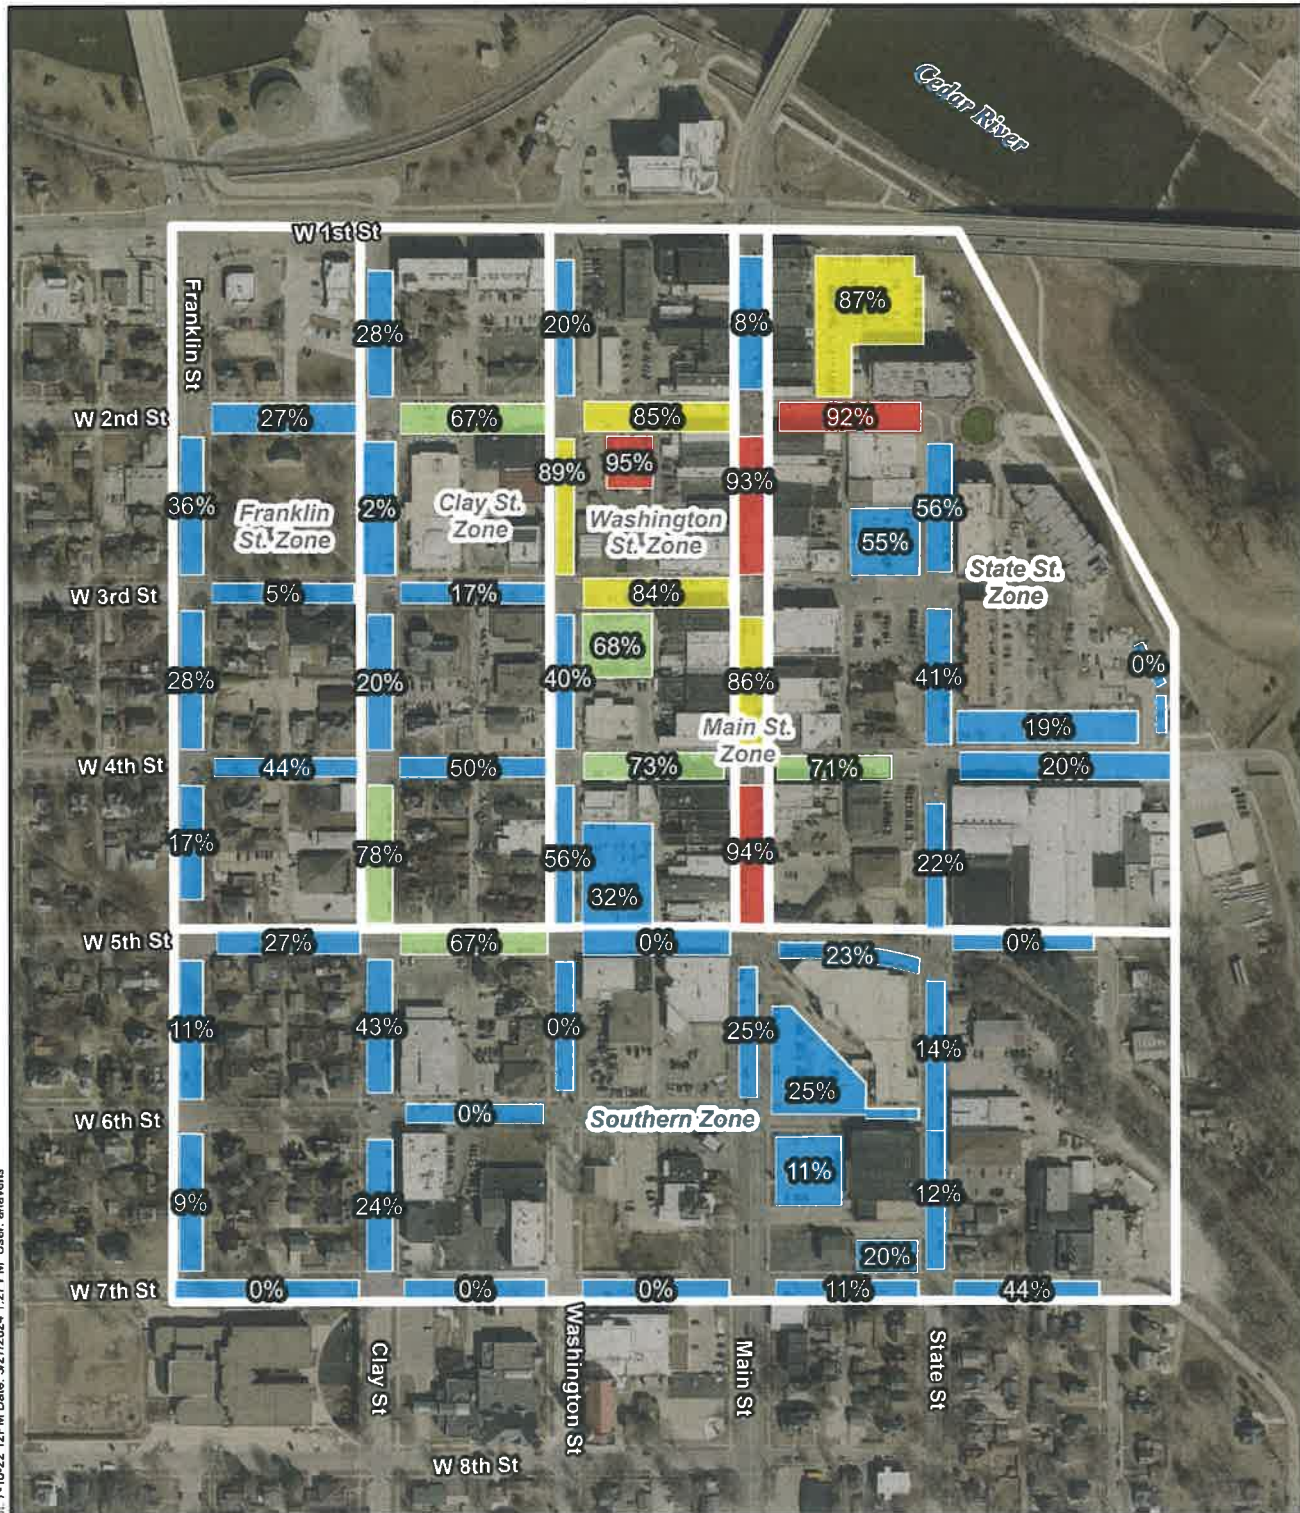 Cedar River
W 1st St
Franklin St
87%
28%
20%
8%
W 2nd St
27%
67%
85%
92%
89%
95%
93%
36%
2%
56%
Franklin
St. Zone
Clay St.
Zone
Washington
St. Zone
55%
State St.
Zone
W 3rd St
5%
17%
84%
68%
0%
28%
20%
40%
86%
41%
19%
Main St.
Zone
W 4th St
44%
50%
73%
71%
20%
17%
78%
56%
94%
22%
32%
W 5th St
27%
67%
0%
23%
0%
11%
43%
0%
25%
14%
25%
W 6th St
0%
Southern Zone
11%
9%
24%
12%
20%
W 7th St
0%
0%
0%
11%
44%
Clay St
Washington St
Main St
State St
W 8th St